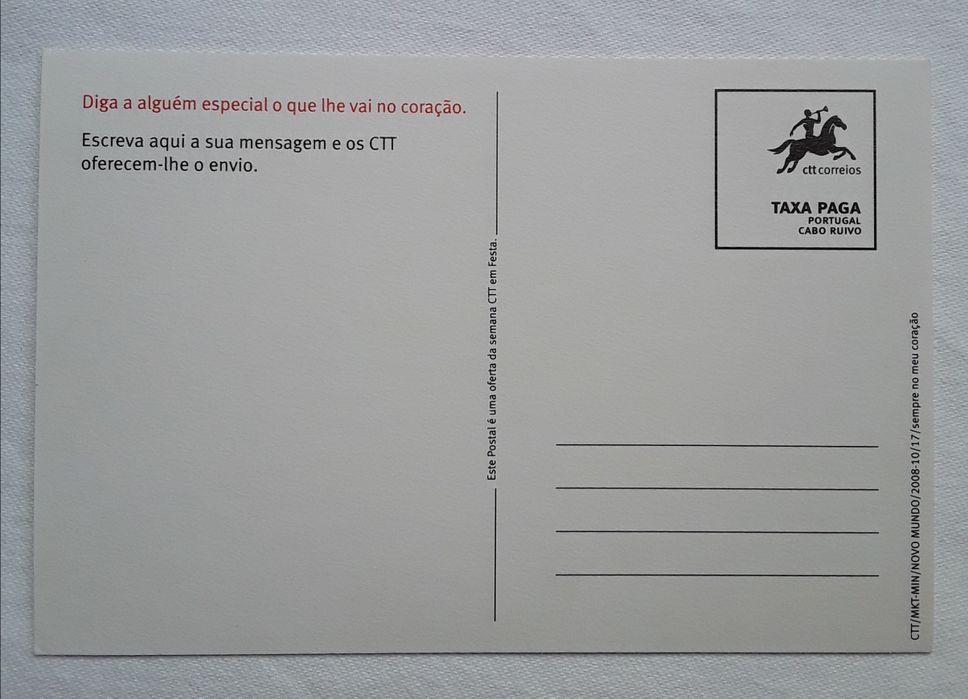 Diga a alguém especial o que lhe vai no coração.
Escreva aqui a sua mensagem e os CTT
oferecem-lhe o envio.
Este Postal é uma oferta da semana CTT em Festa.
ctt correios
TAXA PAGA
PORTUGAL
CABO RUIVO
CTT/MKT-MIN/NOVO MUNDO/2008-10/17/sempre no meu coração